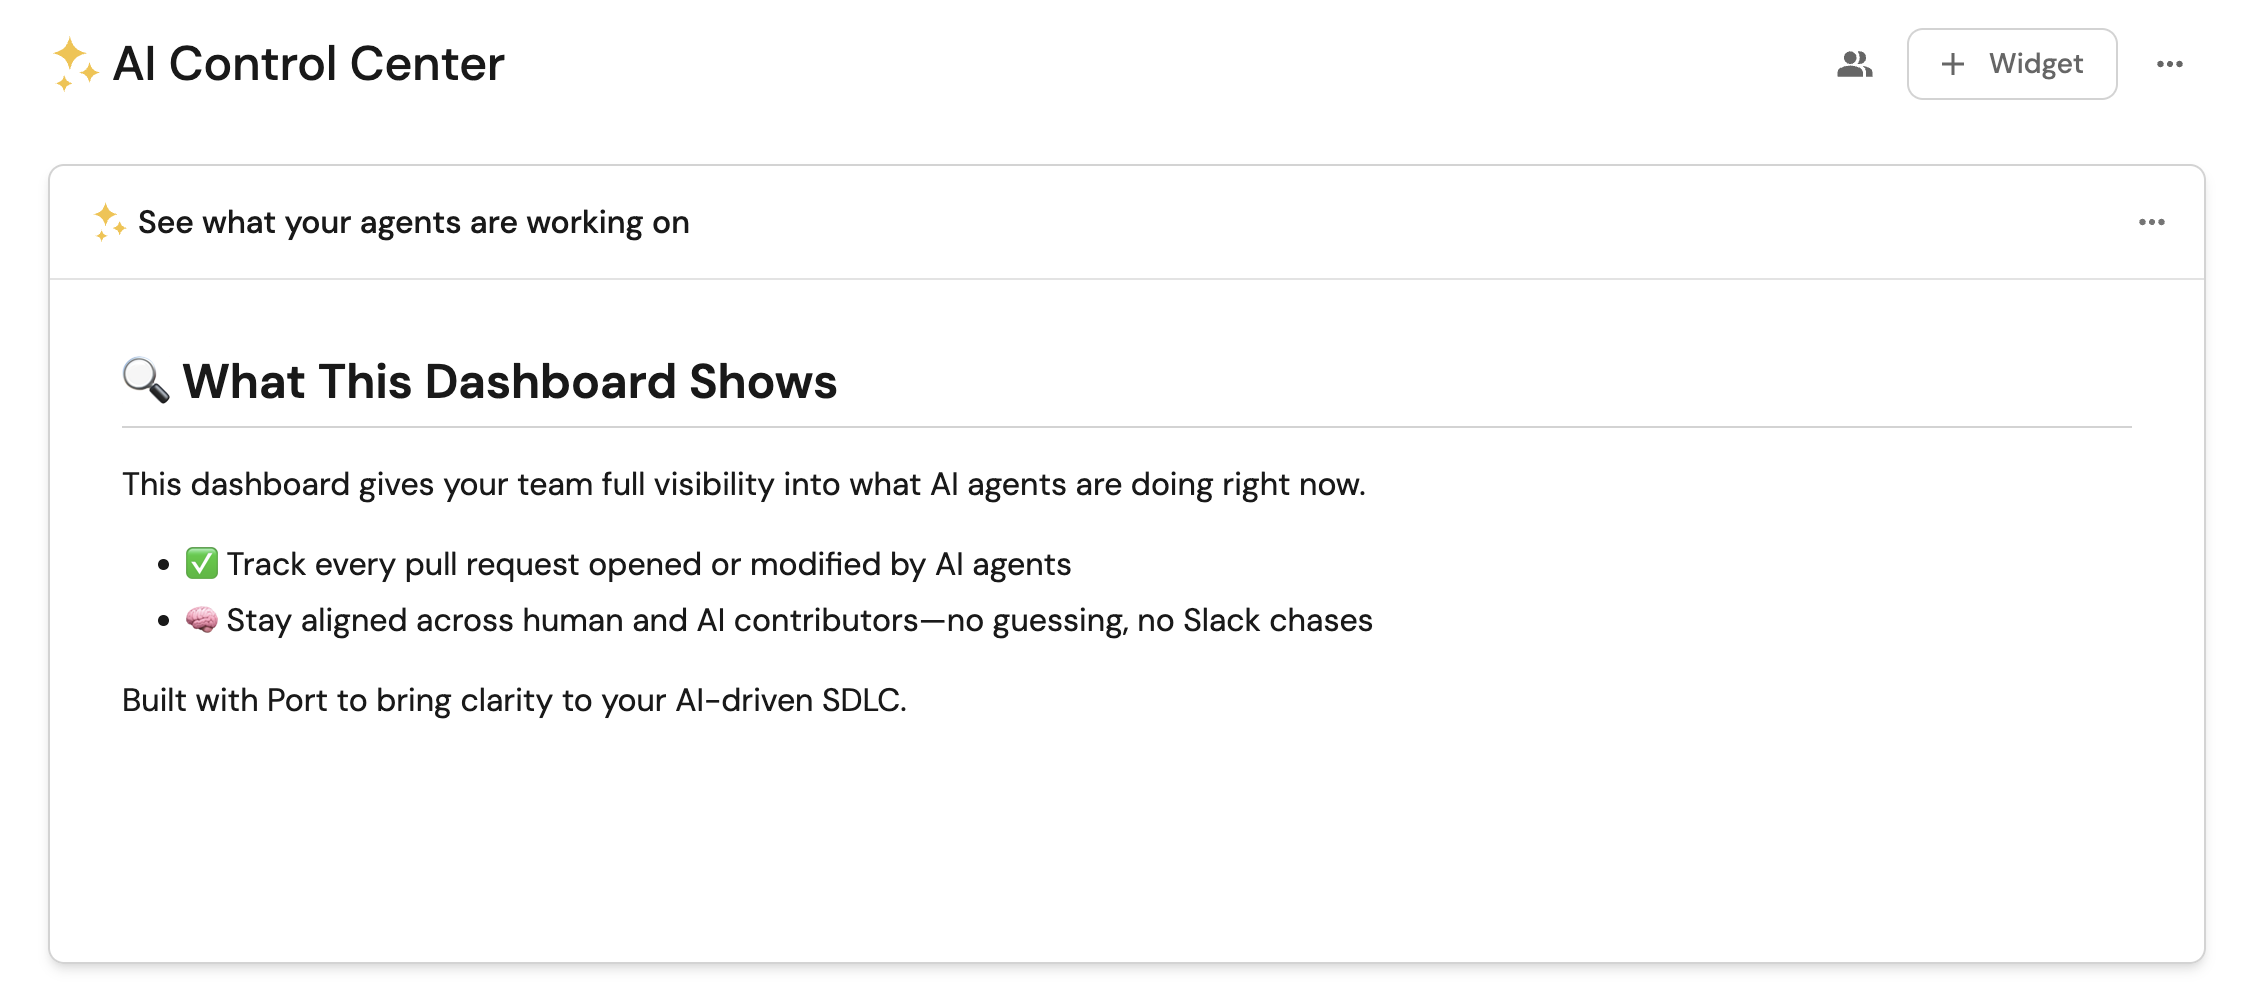 ✨ AI Control Center
+ Widget
✨ See what your agents are working on
🔍 What This Dashboard Shows
This dashboard gives your team full visibility into what AI agents are doing right now.
• ✅ Track every pull request opened or modified by AI agents
• 🧠 Stay aligned across human and AI contributors—no guessing, no Slack chases
Built with Port to bring clarity to your AI-driven SDLC.